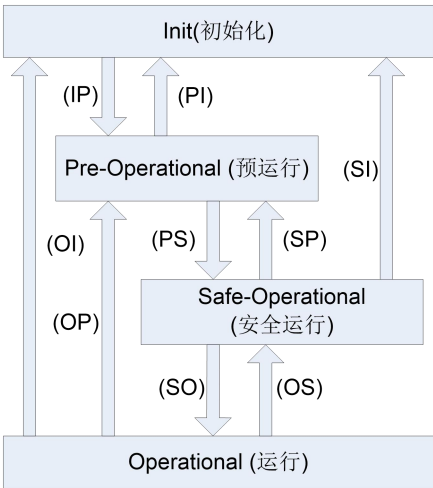 Init(初始化)
(IP)
(PI)
Pre-Operational (预运行)
(SI)
(PS)
(SP)
(OI)
Safe-Operational
(安全运行)
(OP)
(SO)
(OS)
Operational (运行)